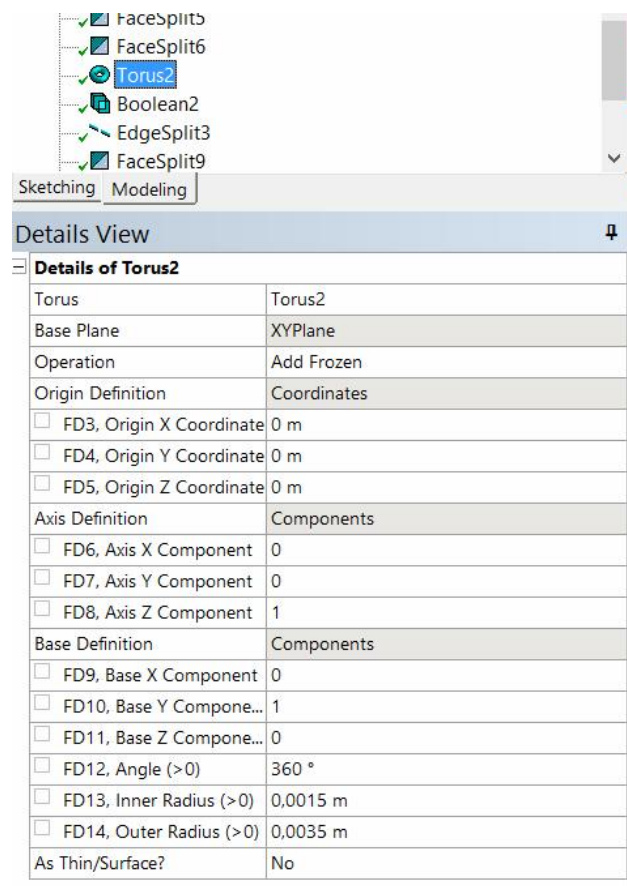 FaceSplit5
FaceSplit6
Torus2
Boolean2
EdgeSplit3
FaceSplit9
Sketching Modeling
Details View
Details of Torus2
Torus Torus2
Base Plane XYPlane
Operation Add Frozen
Origin Definition Coordinates
FD3, Origin X Coordinate 0 m
FD4, Origin Y Coordinate 0 m
FD5, Origin Z Coordinate 0 m
Axis Definition Components
FD6, Axis X Component 0
FD7, Axis Y Component 0
FD8, Axis Z Component 1
Base Definition Components
FD9, Base X Component 0
FD10, Base Y Compone... 1
FD11, Base Z Compone... 0
FD12, Angle (>0) 360 °
FD13, Inner Radius (>0) 0,0015 m
FD14, Outer Radius (>0) 0,0035 m
As Thin/Surface? No